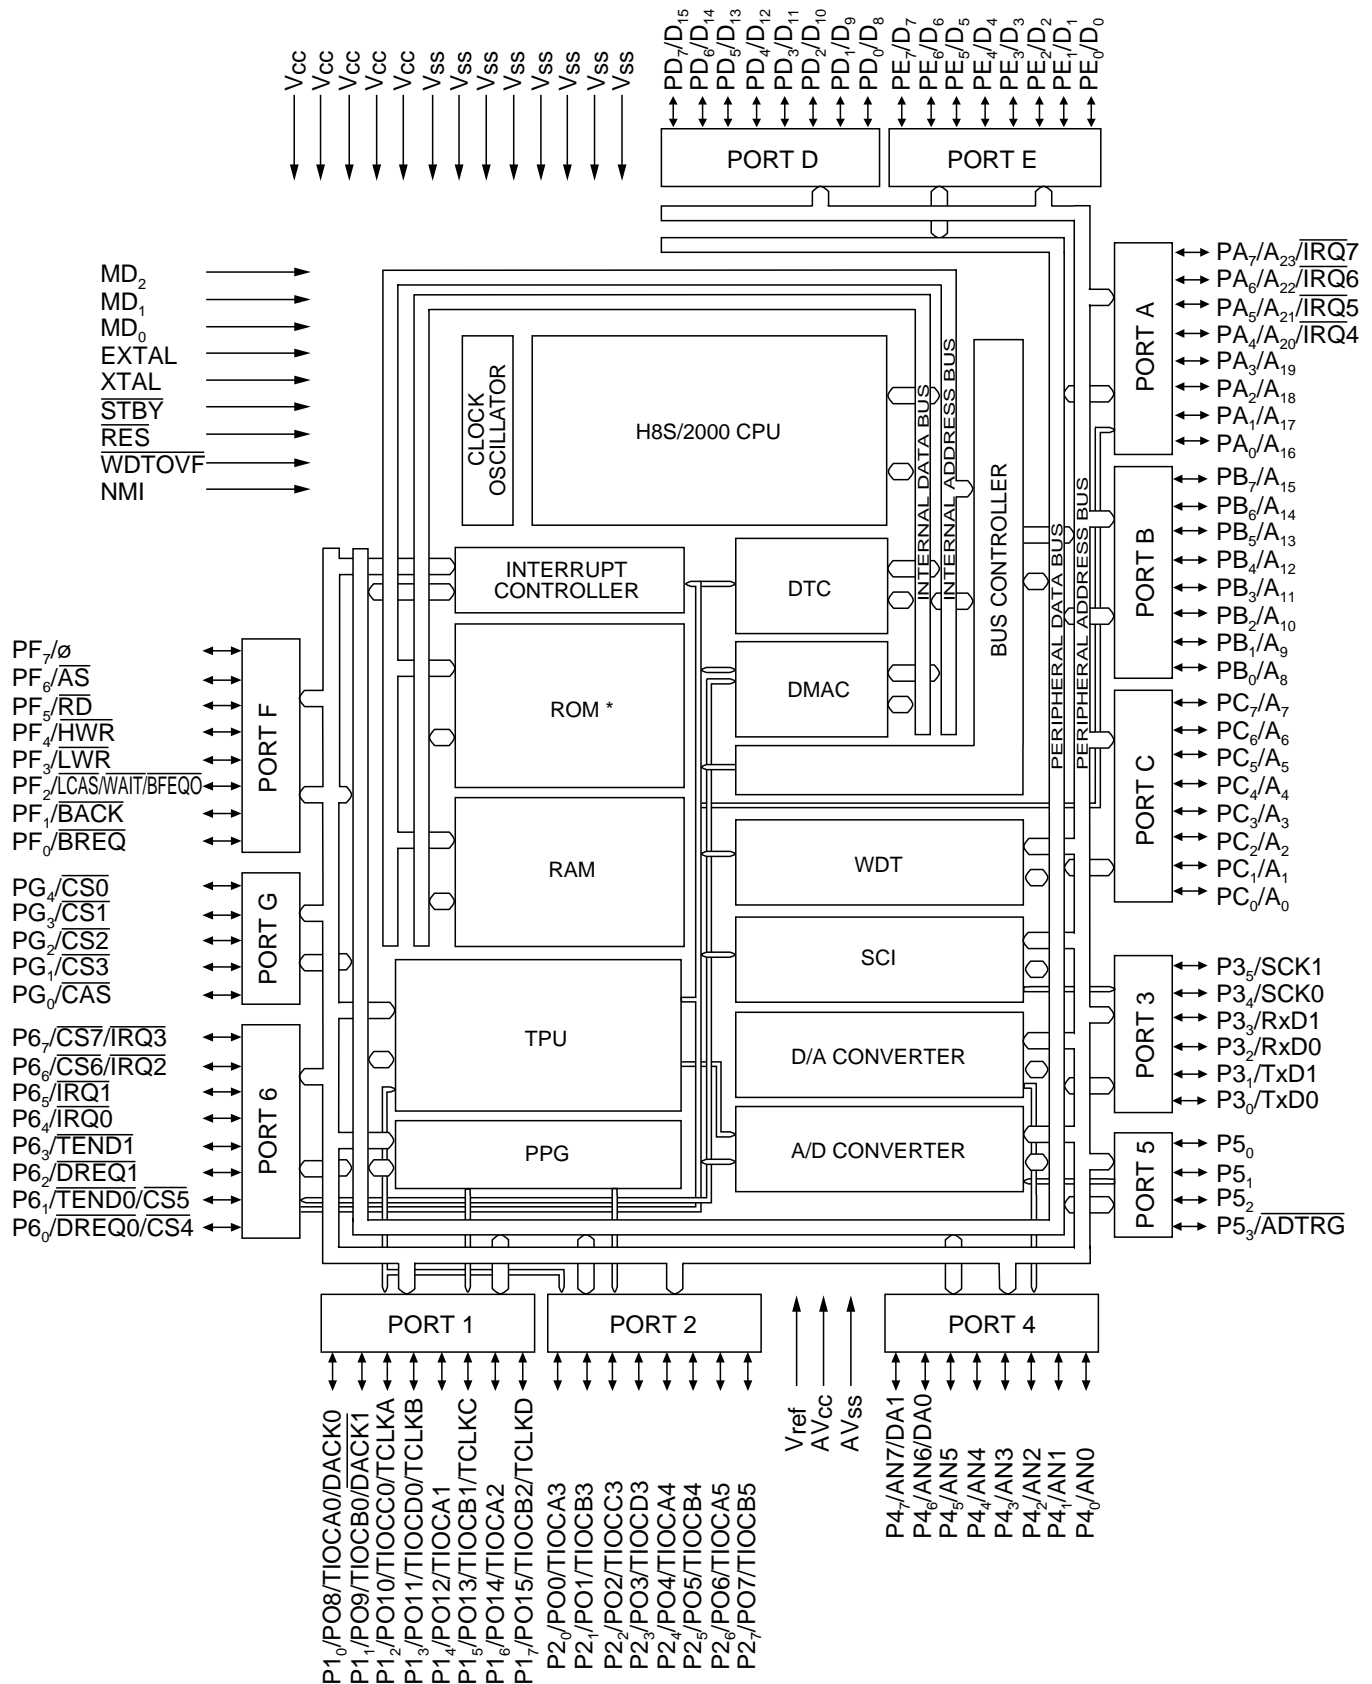 VCC
VCC
VCC
VCC
VCC
VSS
VSS
VSS
VSS
VSS
VSS
VSS
VSS
PD7/D15
PD6/D14
PD5/D13
PD4/D12
PD3/D11
PD2/D10
PD1/D9
PD0/D8
PE7/D7
PE6/D6
PE5/D5
PE4/D4
PE3/D3
PE2/D2
PE1/D1
PE0/D0
PORT D
PORT E
MD2
MD1
MD0
EXTAL
XTAL
STBY
RES
WDTOVF
NMI
CLOCK
OSCILLATOR
H8S/2000 CPU
INTERNAL DATA BUS
INTERNAL ADDRESS BUS
BUS CONTROLLER
PERIPHERAL DATA BUS
PERIPHERAL ADDRESS BUS
PORT A
PA7/A23/IRQ7
PA6/A22/IRQ6
PA5/A21/IRQ5
PA4/A20/IRQ4
PA3/A19
PA2/A18
PA1/A17
PA0/A16
PORT B
PB7/A15
PB6/A14
PB5/A13
PB4/A12
PB3/A11
PB2/A10
PB1/A9
PB0/A8
INTERRUPT
CONTROLLER
DTC
ROM *
DMAC
PORT C
PC7/A7
PC6/A6
PC5/A5
PC4/A4
PC3/A3
PC2/A2
PC1/A1
PC0/A0
PF7/ø
PF6/AS
PF5/RD
PF4/HWR
PF3/LWR
PF2/LCAS/WAIT/BFEQO
PF1/BACK
PF0/BREQ
PORT F
RAM
WDT
PG4/CS0
PG3/CS1
PG2/CS2
PG1/CS3
PG0/CAS
PORT G
SCI
TPU
D/A CONVERTER
PORT 3
P35/SCK1
P34/SCK0
P33/RxD1
P32/RxD0
P31/TxD1
P30/TxD0
P67/CS7/IRQ3
P66/CS6/IRQ2
P65/IRQ1
P64/IRQ0
P63/TEND1
P62/DREQ1
P61/TEND0/CS5
P60/DREQ0/CS4
PORT 6
PPG
A/D CONVERTER
PORT 5
P50
P51
P52
P53/ADTRG
PORT 1
PORT 2
PORT 4
Vref
AVCC
AVSS
P10/PO8/TIOCA0/DACK0
P11/PO9/TIOCB0/DACK1
P12/PO10/TIOCC0/TCLKA
P13/PO11/TIOCD0/TCLKB
P14/PO12/TIOCA1
P15/PO13/TIOCB1/TCLKC
P16/PO14/TIOCA2
P17/PO15/TIOCB2/TCLKD
P20/PO0/TIOCA3
P21/PO1/TIOCB3
P22/PO2/TIOCC3
P23/PO3/TIOCD3
P24/PO4/TIOCA4
P25/PO5/TIOCB4
P26/PO6/TIOCA5
P27/PO7/TIOCB5
P47/AN7/DA1
P46/AN6/DA0
P45/AN5
P44/AN4
P43/AN3
P42/AN2
P41/AN1
P40/AN0